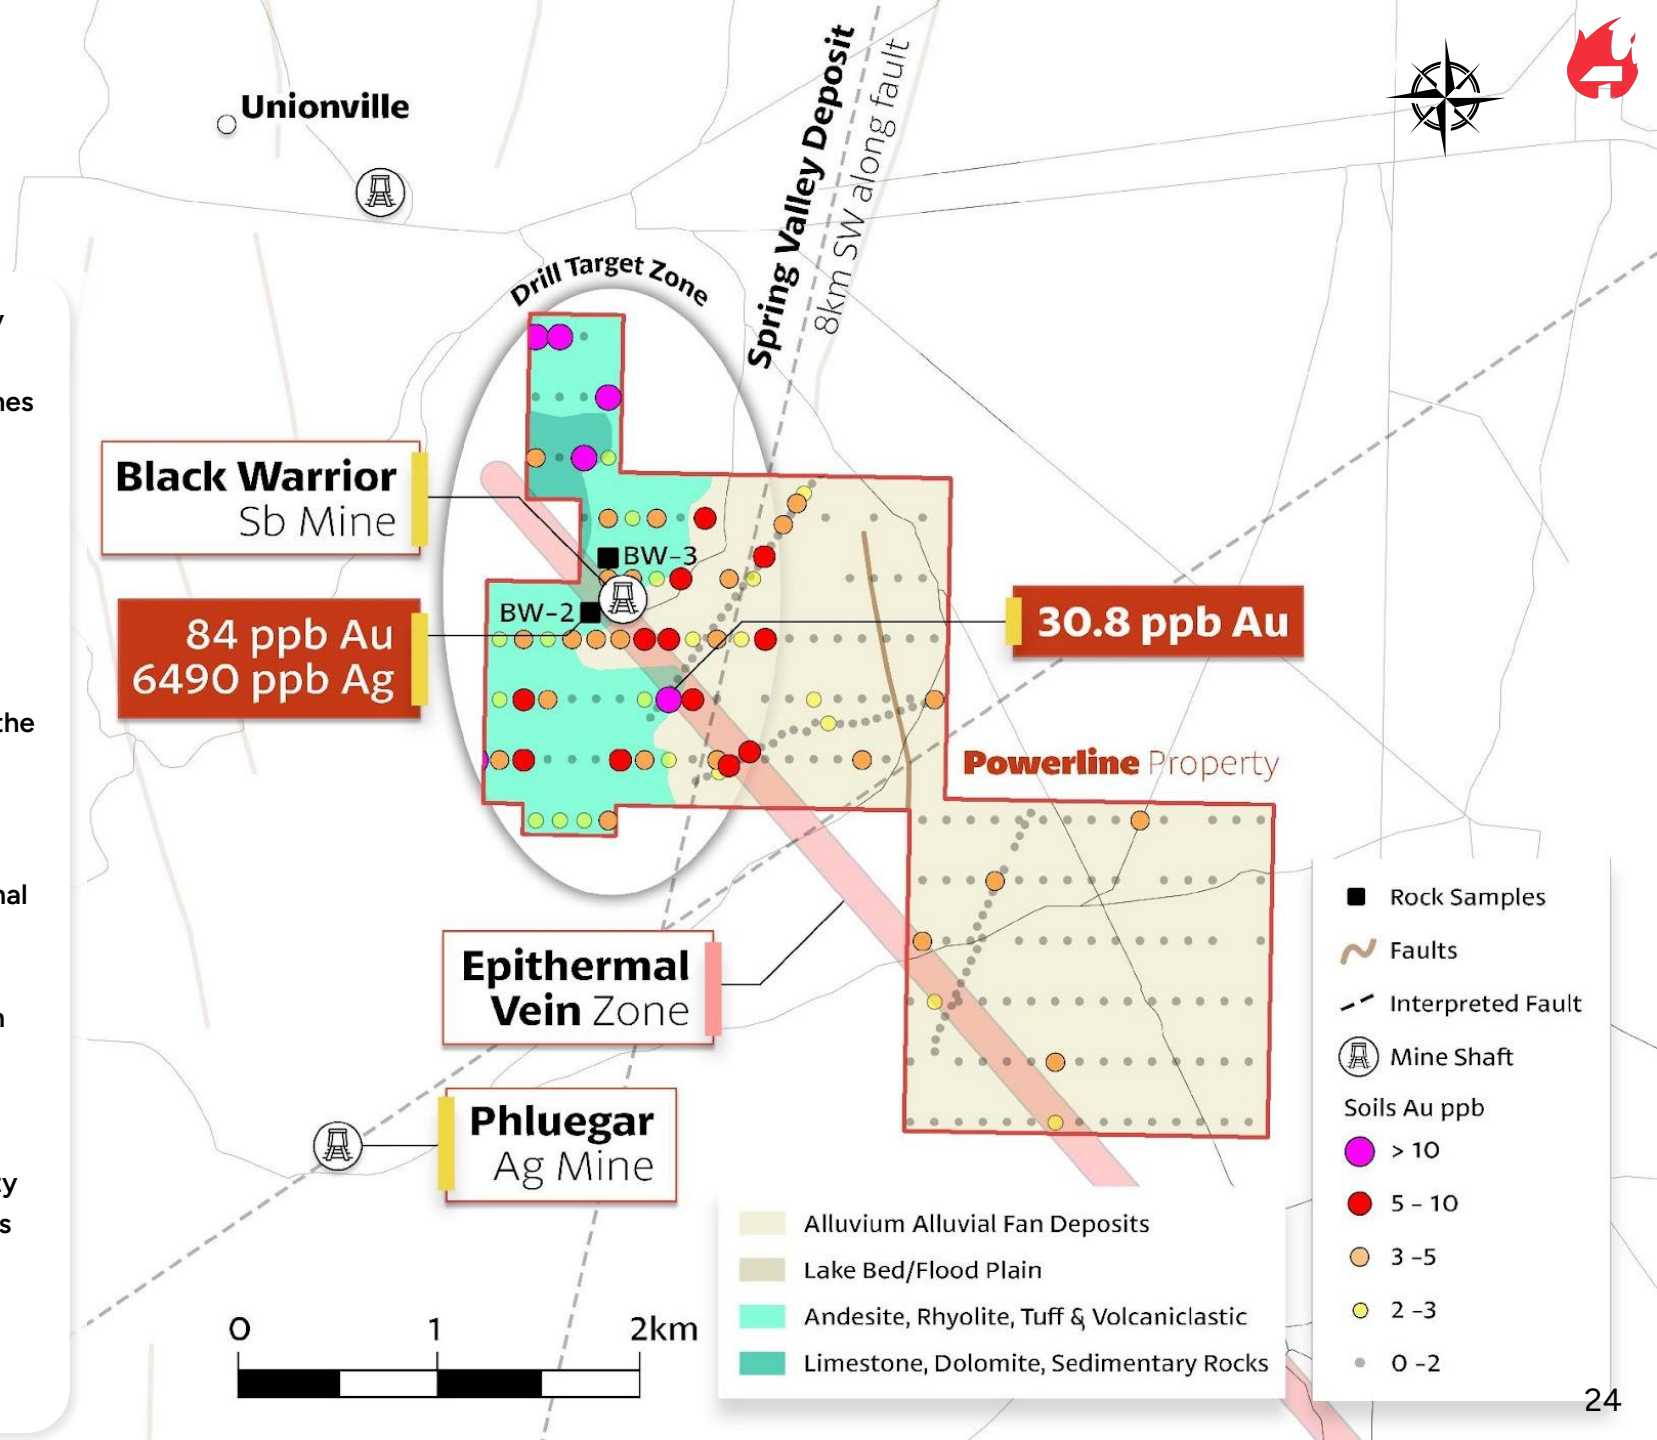 Unionville
Spring Valley Deposit
8km SW along fault
Drill Target Zone
y
nes
Black Warrior
Sb Mine
BW-3
BW-2
84 ppb Au
6490 ppb Ag
30.8 ppb Au
the
Powerline Property
nal
Epithermal
Vein Zone
n
Phluegar
Ag Mine
ty
s
Rock Samples
Faults
Interpreted Fault
Mine Shaft
Soils Au ppb
> 10
5 - 10
3 -5
2 -3
0 -2
Alluvium Alluvial Fan Deposits
Lake Bed/Flood Plain
Andesite, Rhyolite, Tuff & Volcaniclastic
Limestone, Dolomite, Sedimentary Rocks
0 1 2km
24